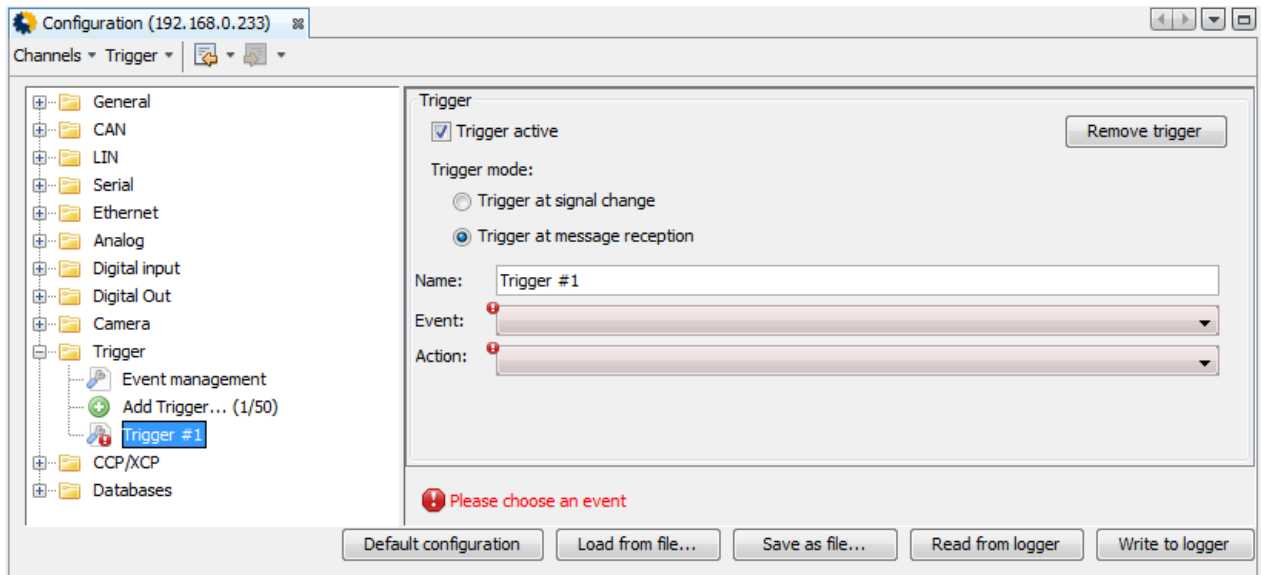 Configuration (192.168.0.233)
Channels Trigger
General
CAN
LIN
Serial
Ethernet
Analog
Digital input
Digital Out
Camera
Trigger
Event management
Add Trigger... (1/50)
Trigger #1
CCP/XCP
Databases
Trigger
Trigger active
Remove trigger
Trigger mode:
Trigger at signal change
Trigger at message reception
Name: Trigger #1
Event:
Action:
Please choose an event
Default configuration Load from file... Save as file... Read from logger Write to logger